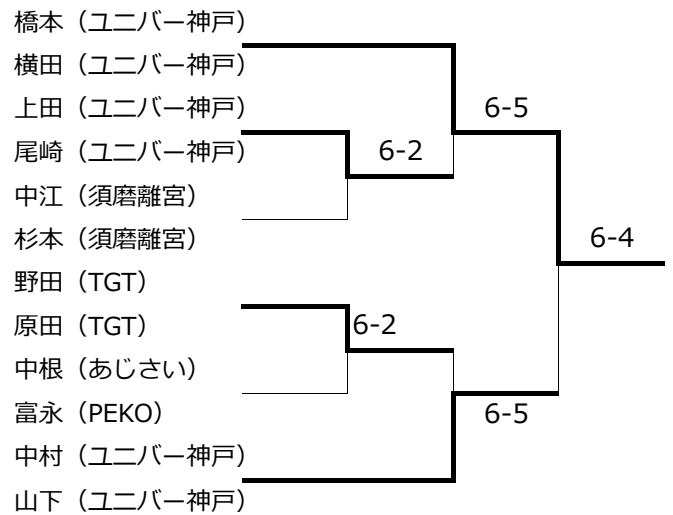 橋本（ユニバー神戸）
横田（ユニバー神戸）
上田（ユニバー神戸）
6-5
尾崎（ユニバー神戸）
6-2
中江（須磨離宮）
杉本（須磨離宮）
6-4
野田（TGT）
原田（TGT）
6-2
中根（あじさい）
富永（PEKO）
6-5
中村（ユニバー神戸）
山下（ユニバー神戸）